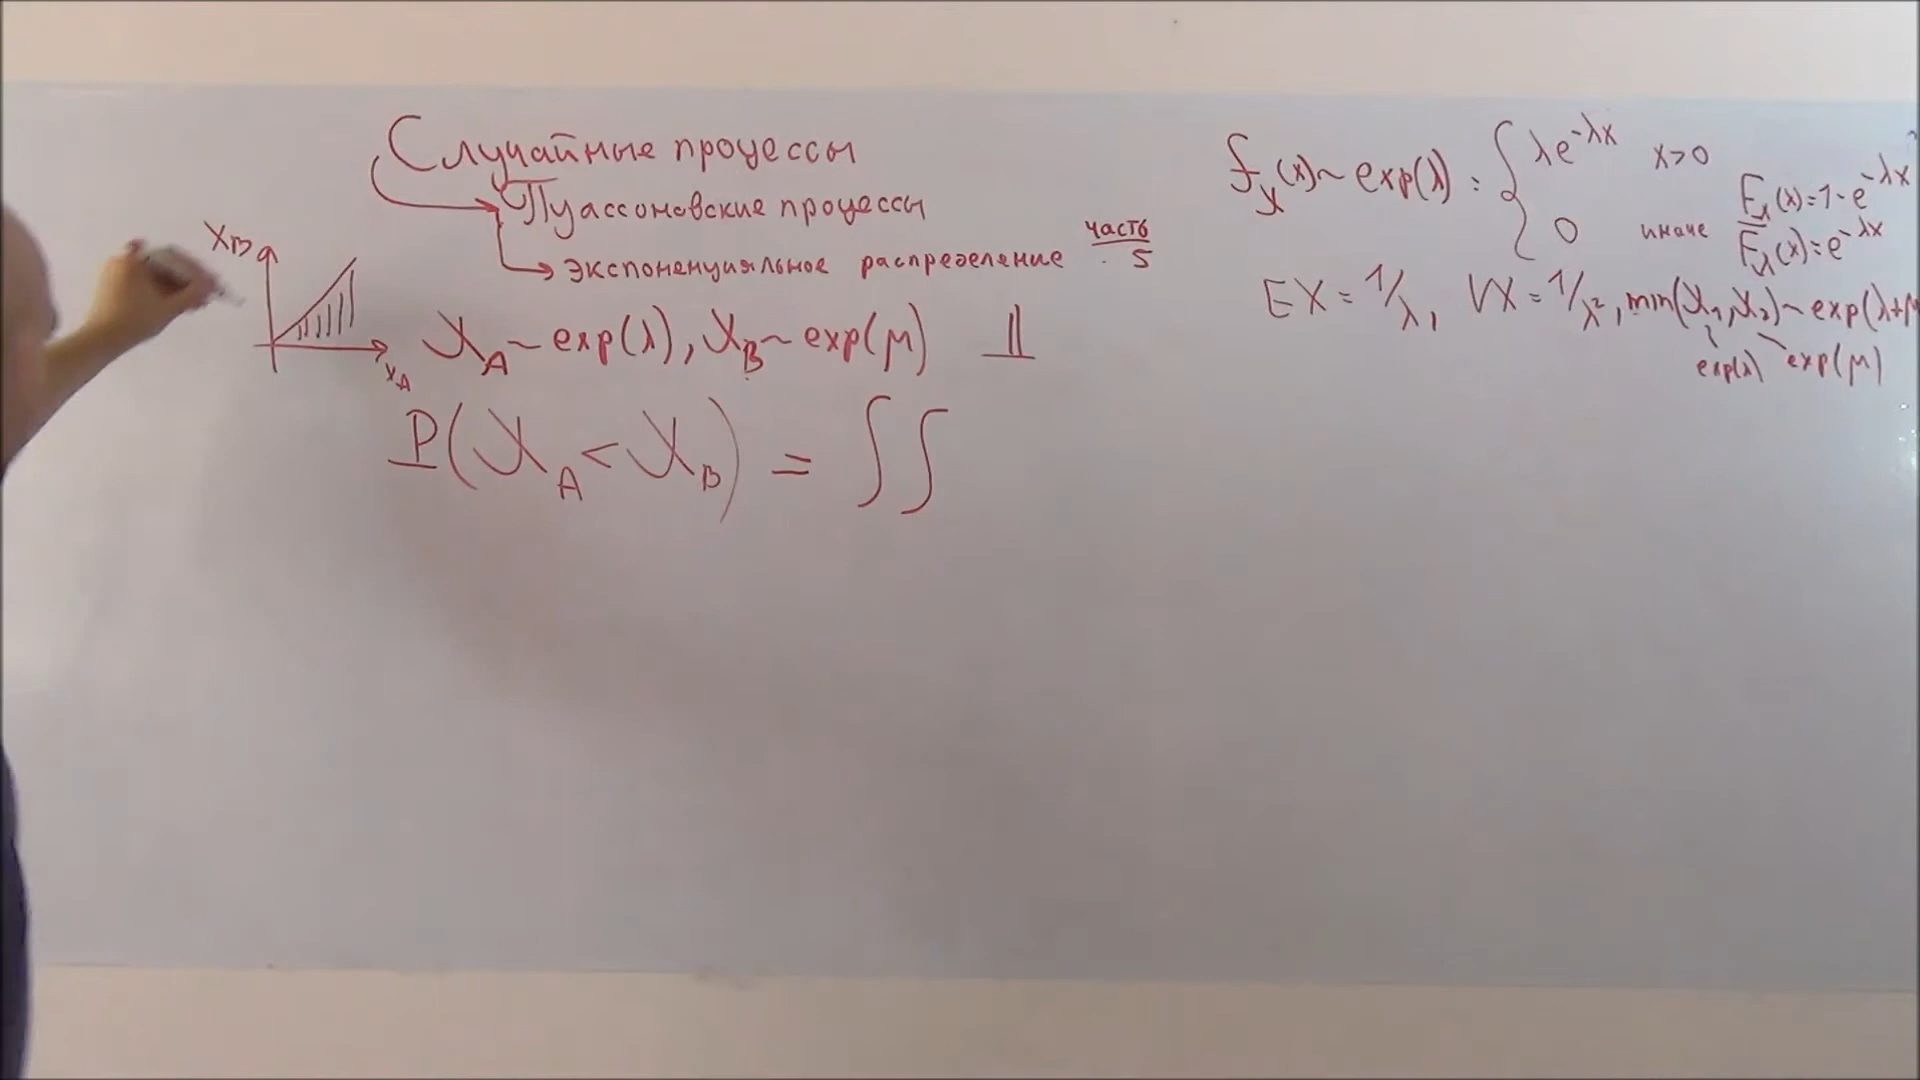 Случайные процессы
Пуассоновские процессы
экспоненциальное распределение
часть
5
X_B
X_A
X_A ~ exp(λ), X_B ~ exp(μ) ⫫
P(X_A < X_B) = ∫∫
f_X(x) ~ exp(λ) = { λe^{-λx} x>0
0 иначе
F_X(x) = 1 - e^{-λx}
F̅_X(x) = e^{-λx}
EX = 1/λ, VX = 1/λ², min(X₁, X₂) ~ exp(λ+μ
exp(λ) exp(μ)